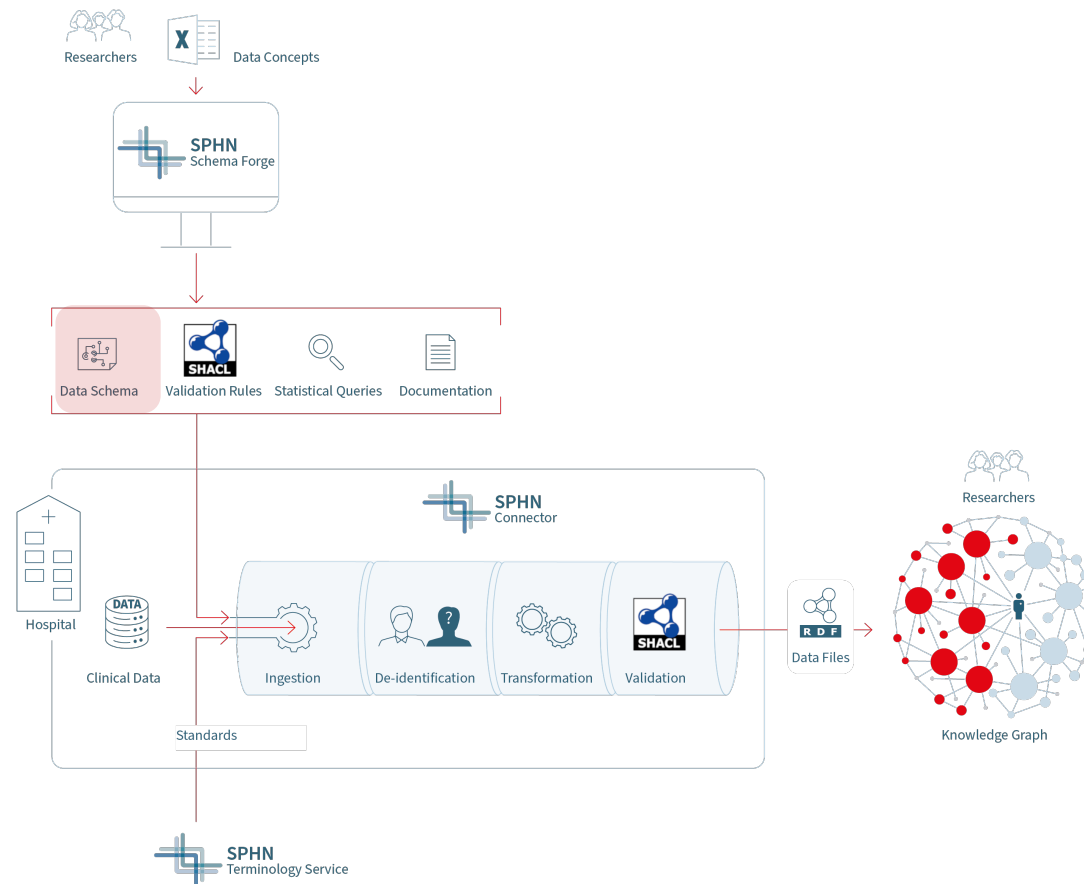 Researchers
Data Concepts
X
SPHN
Schema Forge
SHACL
Data Schema
Validation Rules
Statistical Queries
Documentation
SPHN
Connector
Researchers
Hospital
DATA
Clinical Data
?
SHACL
Ingestion
De-identification
Transformation
Validation
RDF
Data Files
Knowledge Graph
Standards
SPHN
Terminology Service